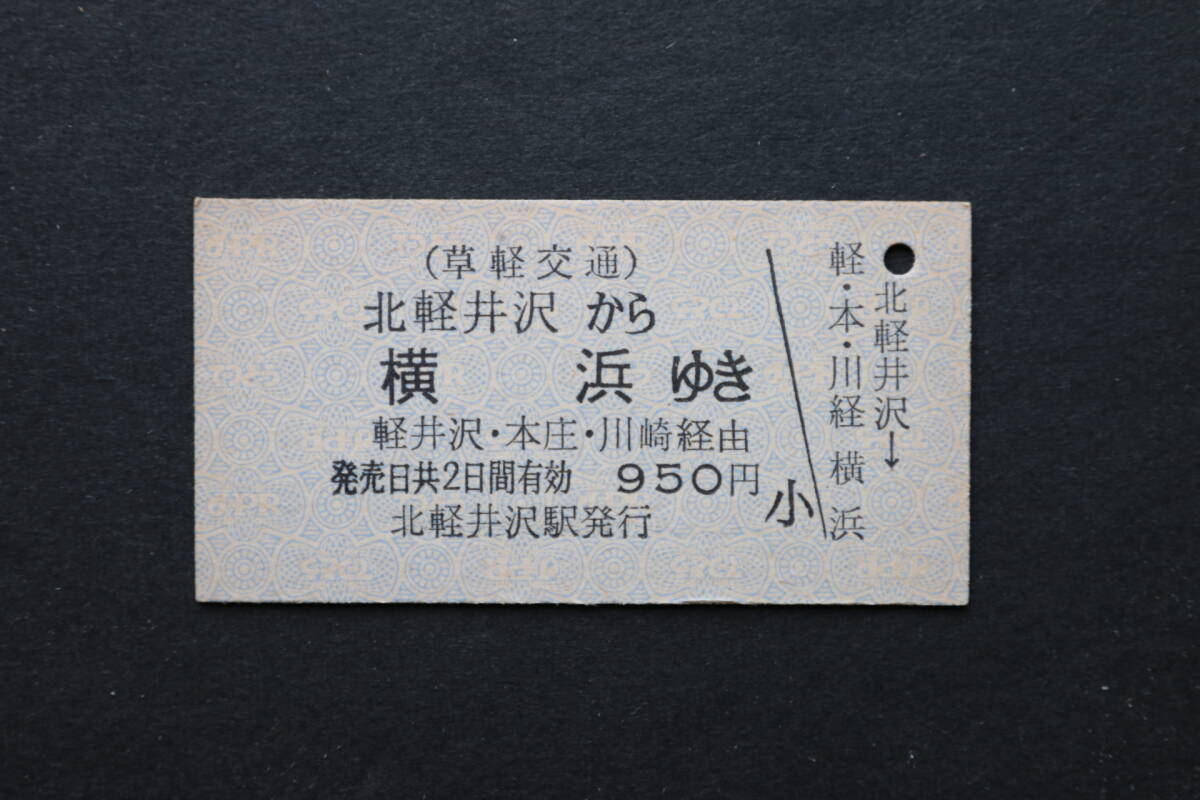 (草軽交通)
北軽井沢 から
横浜 ゆき
軽井沢・本庄・川崎経由
発売日共2日間有効 950円
北軽井沢駅発行
小
北軽井沢→
軽・本・川経 横浜